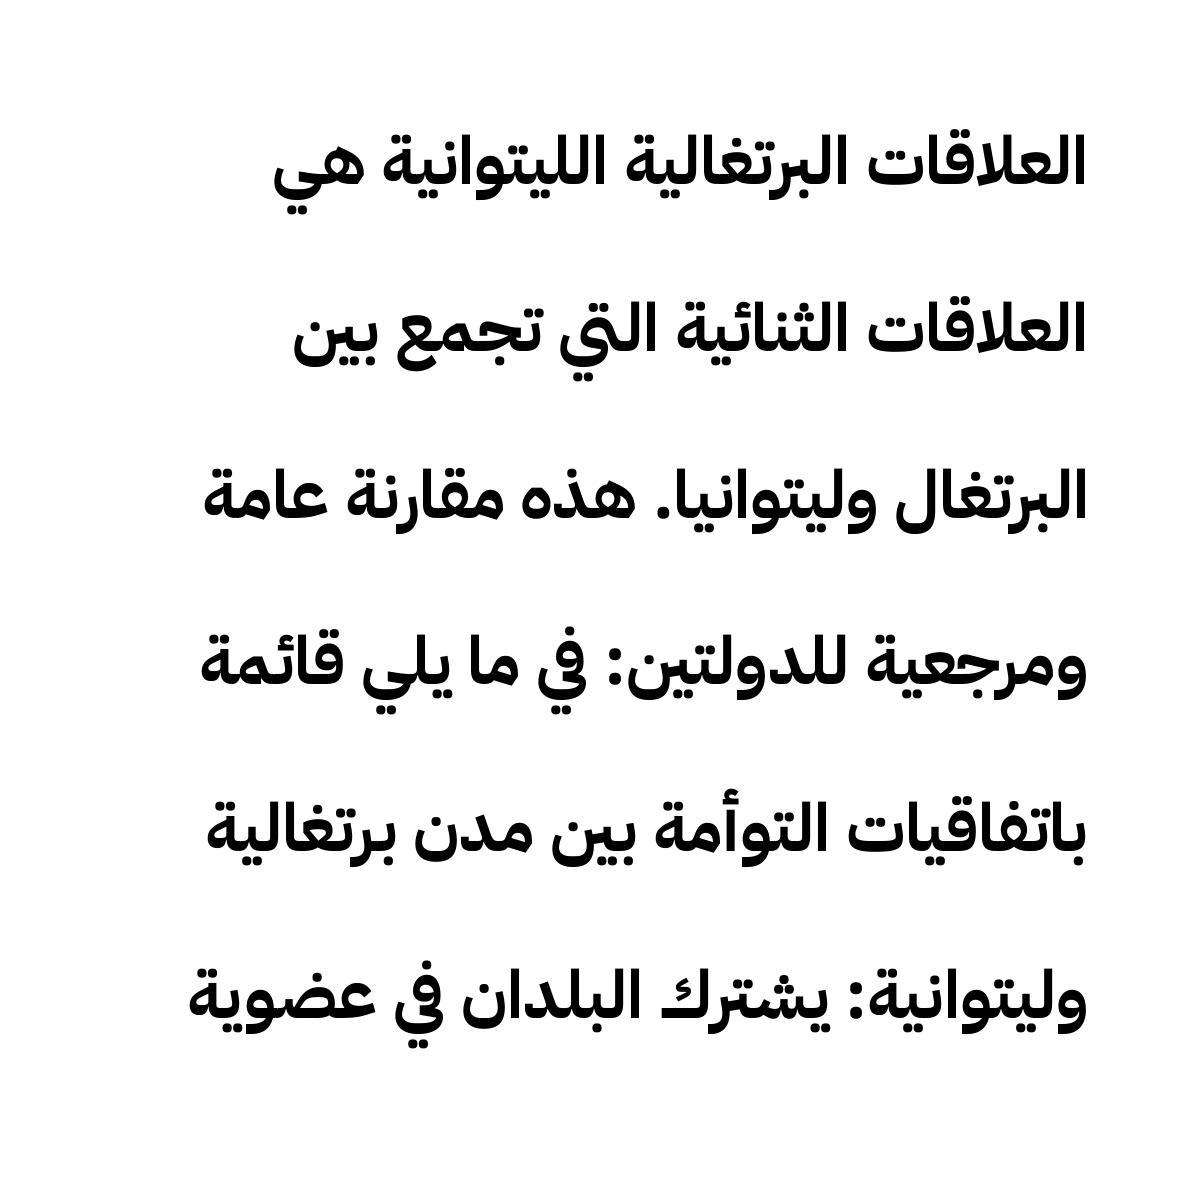 العلاقات البرتغالية الليتوانية هي
العلاقات الثنائية التي تجمع بين
البرتغال وليتوانيا. هذه مقارنة عامة
ومرجعية للدولتين: في ما يلي قائمة
باتفاقيات التوأمة بين مدن برتغالية
وليتوانية: يشترك البلدان في عضوية